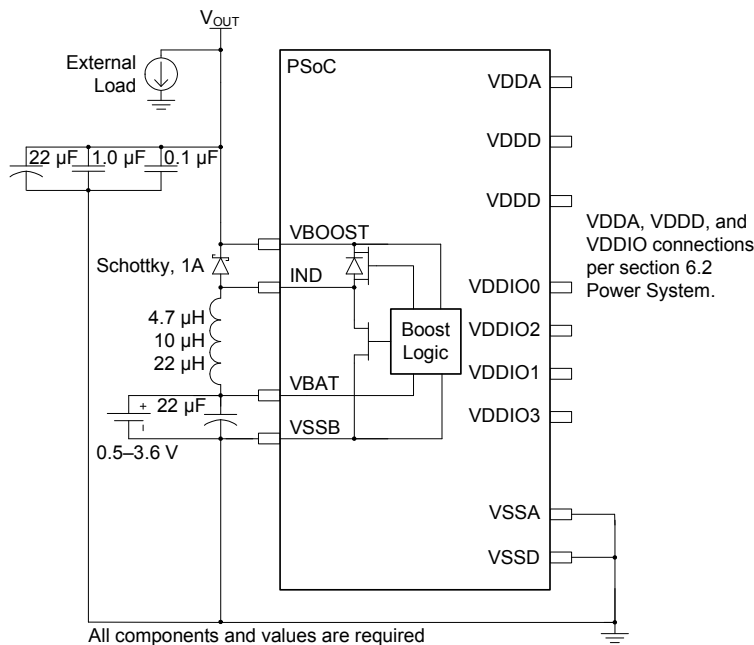 VOUT
External
Load
PSoC
VDDA
VDDD
VDDD
22 µF 1.0 µF 0.1 µF
VDDA, VDDD, and
VDDIO connections
per section 6.2
Power System.
VBOOST
Schottky, 1A
IND
VDDIO0
4.7 µH
10 µH
22 µH
Boost
Logic
VDDIO2
VDDIO1
VBAT
22 µF
VDDIO3
+
-
VSSB
0.5–3.6 V
VSSA
VSSD
All components and values are required